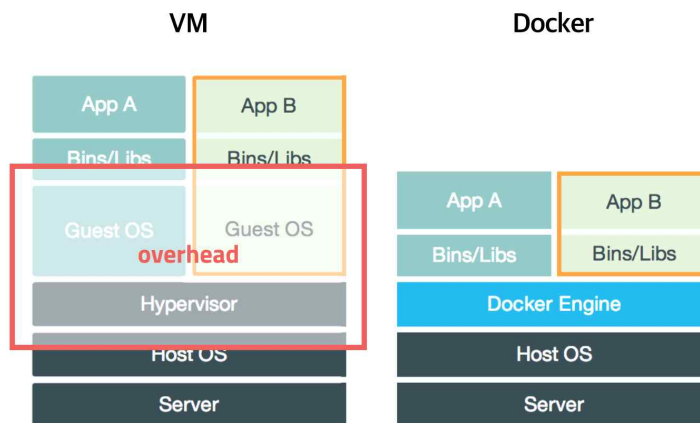 VM
App A
App B
Bins/Libs
Bins/Libs
Guest OS
Guest OS
overhead
Hypervisor
Host OS
Server
Docker
App A
App B
Bins/Libs
Bins/Libs
Docker Engine
Host OS
Server